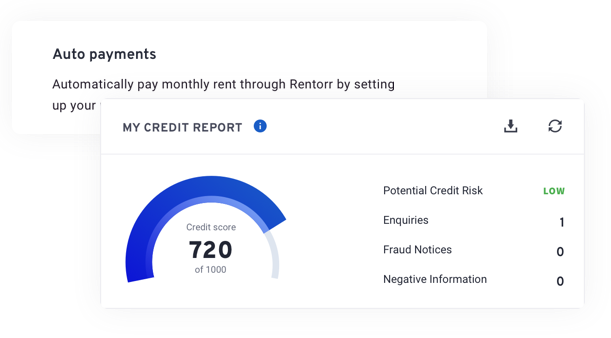 Auto payments
Automatically pay monthly rent through Rentorr by setting
up your
MY CREDIT REPORT
Credit score
720
of 1000
Potential Credit Risk LOW
Enquiries 1
Fraud Notices 0
Negative Information 0